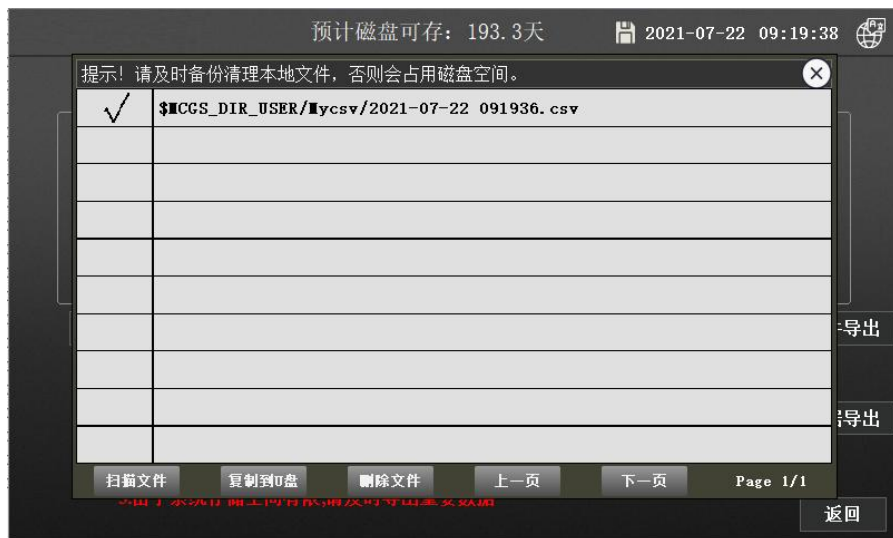 预计磁盘可存：193.3天
2021-07-22 09:19:38
提示！请及时备份清理本地文件，否则会占用磁盘空间。
$MCGS_DIR_USER/Mycsv/2021-07-22 091936.csv
导出
导出
扫描文件 复制到U盘 删除文件 上一页 下一页 Page 1/1
返回